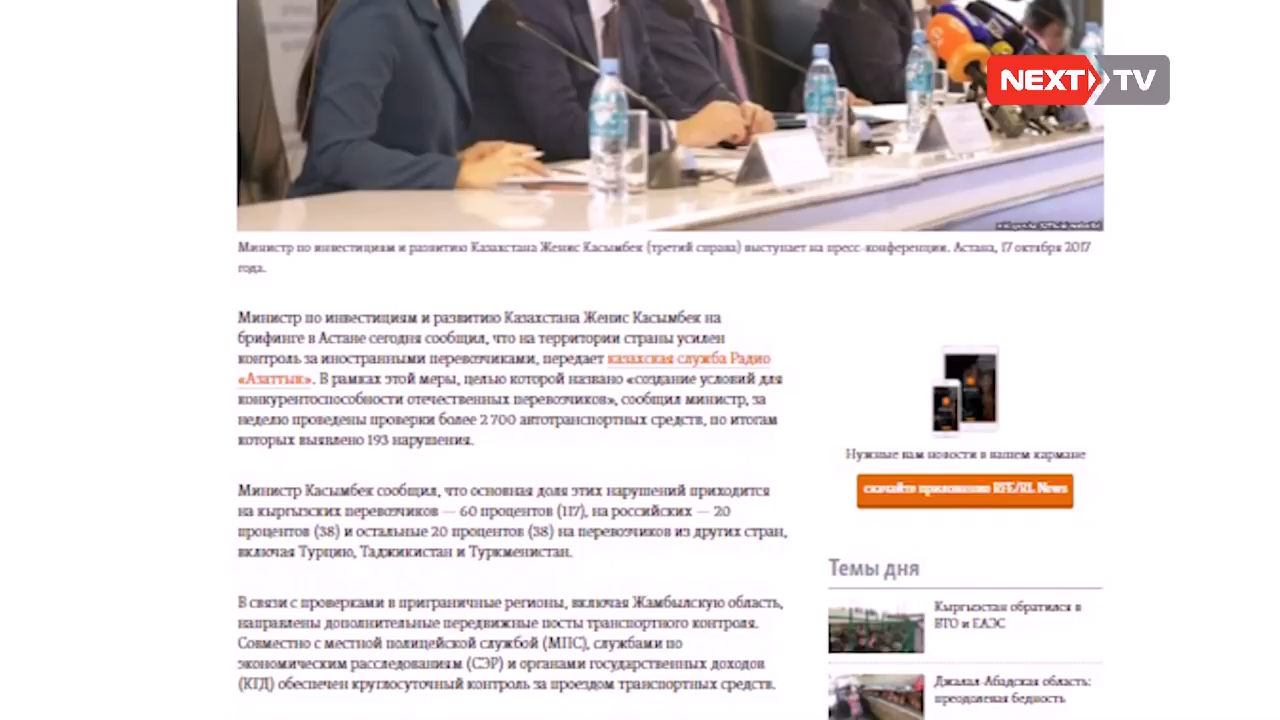 NEXT TV
Министр по инвестициям и развитию Казахстана Женис Касымбек (третий справа) выступает на пресс-конференции. Астана, 17 октября 2017
года.
Министр по инвестициям и развитию Казахстана Женис Касымбек на
брифинге в Астане сегодня сообщил, что на территории страны усилен
контроль за иностранными перевозчиками, передает казахская служба Радио
«Азаттык». В рамках этой меры, целью которой названо «создание условий для
конкурентоспособности отечественных перевозчиков», сообщил министр, за
неделю проведены проверки более 2 700 автотранспортных средств, по итогам
которых выявлено 193 нарушения.
Министр Касымбек сообщил, что основная доля этих нарушений приходится
на кыргызских перевозчиков — 60 процентов (117), на российских — 20
процентов (38) и остальные 20 процентов (38) на перевозчиков из других стран,
включая Турцию, Таджикистан и Туркменистан.
В связи с проверками в приграничные регионы, включая Жамбылскую область,
направлены дополнительные передвижные посты транспортного контроля.
Совместно с местной полицейской службой (МПС), службами по
экономическим расследованиям (СЭР) и органами государственных доходов
(КГД) обеспечен круглосуточный контроль за проездом транспортных средств.
Нужные вам новости в вашем кармане
скачайте приложение RFE/RL News
Темы дня
Кыргызстан обратился в
ВТО и ЕАЭС
Джалал-Абадская область:
преодолевая бедность